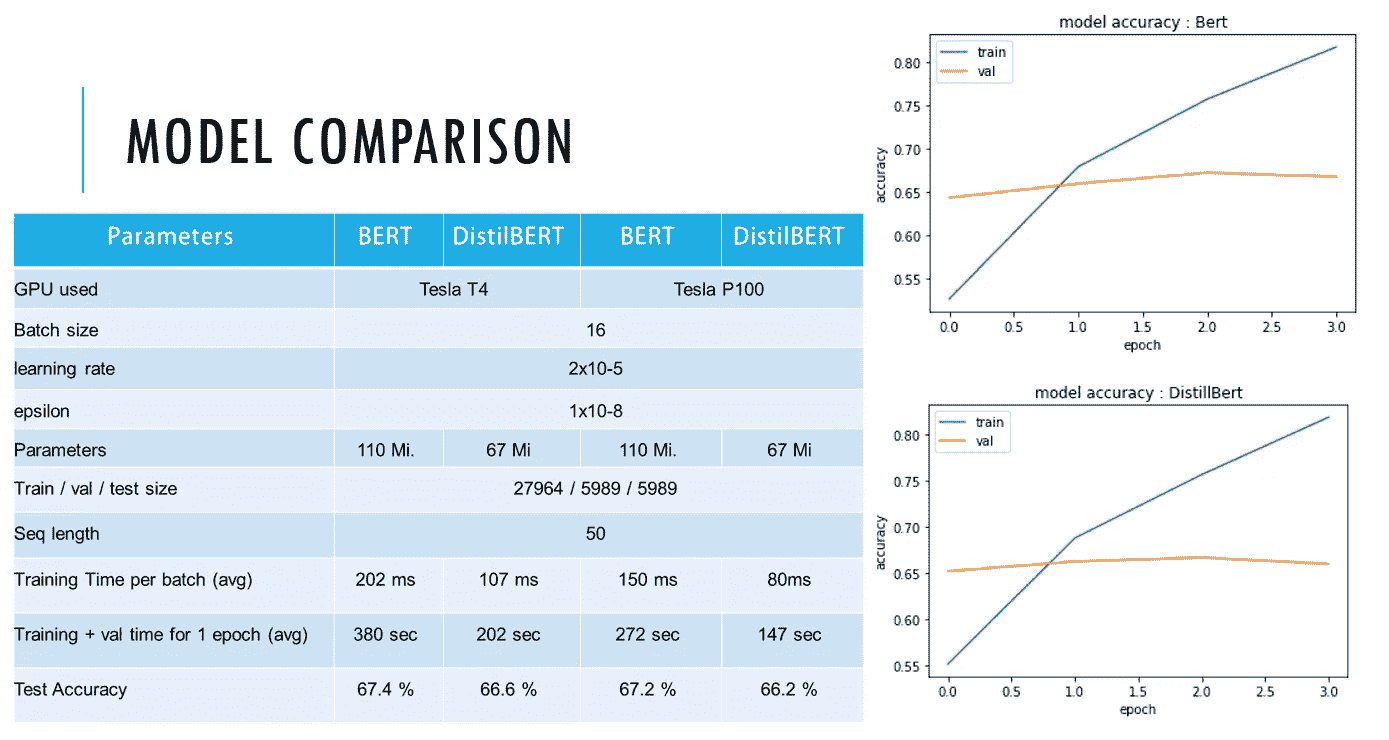 MODEL COMPARISON
Parameters BERT DistilBERT BERT DistilBERT
GPU used Tesla T4 Tesla P100
Batch size 16
learning rate 2x10-5
epsilon 1x10-8
Parameters 110 Mi. 67 Mi 110 Mi. 67 Mi
Train / val / test size 27964 / 5989 / 5989
Seq length 50
Training Time per batch (avg) 202 ms 107 ms 150 ms 80ms
Training + val time for 1 epoch (avg) 380 sec 202 sec 272 sec 147 sec
Test Accuracy 67.4 % 66.6 % 67.2 % 66.2 %
model accuracy : Bert
train
val
0.80
0.75
0.70
0.65
0.60
0.55
accuracy
0.0 0.5 1.0 1.5 2.0 2.5 3.0
epoch
model accuracy : DistillBert
train
val
0.80
0.75
0.70
0.65
0.60
0.55
accuracy
0.0 0.5 1.0 1.5 2.0 2.5 3.0
epoch